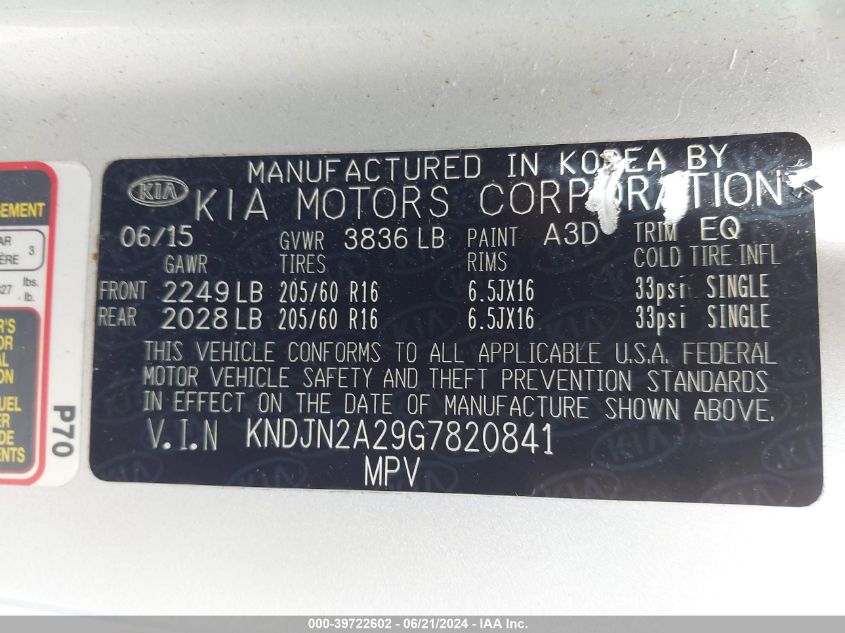 MANUFACTURED IN KOREA BY
KIA KIA MOTORS CORPORATION
06/15 GVWR 3836 LB PAINT A3D TRIM EQ
GAWR TIRES RIMS COLD TIRE INFL
FRONT 2249 LB 205/60 R16 6.5JX16 33psi SINGLE
REAR 2028 LB 205/60 R16 6.5JX16 33psi SINGLE
THIS VEHICLE CONFORMS TO ALL APPLICABLE U.S.A. FEDERAL
MOTOR VEHICLE SAFETY AND THEFT PREVENTION STANDARDS
IN EFFECT ON THE DATE OF MANUFACTURE SHOWN ABOVE.
V.I.N KNDJN2A29G7820841
MPV
3
lbs.
lb.
P70
000-39722602 - 06/21/2024 - IAA Inc.